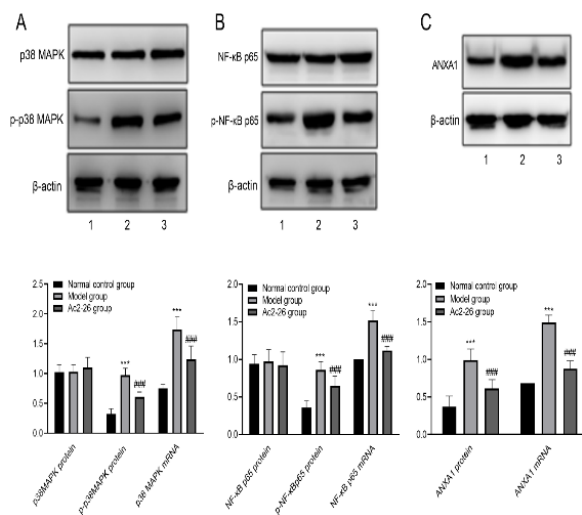 A
B
C
p38 MAPK
NF-κB p65
ANXA1
p-p38 MAPK
p-NF-κB p65
β-actin
β-actin
β-actin
1 2 3
1 2 3
1 2 3
Normal control group
Model group
Ac2-26 group
2.5
2.0
1.5
1.0
0.5
0.0
***
###
***
###
p38MAPK protein
p-p38MAPK protein
p38 MAPK mRNA
Normal control group
Model group
Ac2-26 group
2.0
1.5
1.0
0.5
0.0
***
###
***
###
NF-κB p65 protein
p-NF-κBp65 protein
NF-κB p65 mRNA
Normal control group
Model group
Ac2-26 group
2.0
1.5
1.0
0.5
0.0
***
###
***
###
ANXA1 protein
ANXA1 mRNA